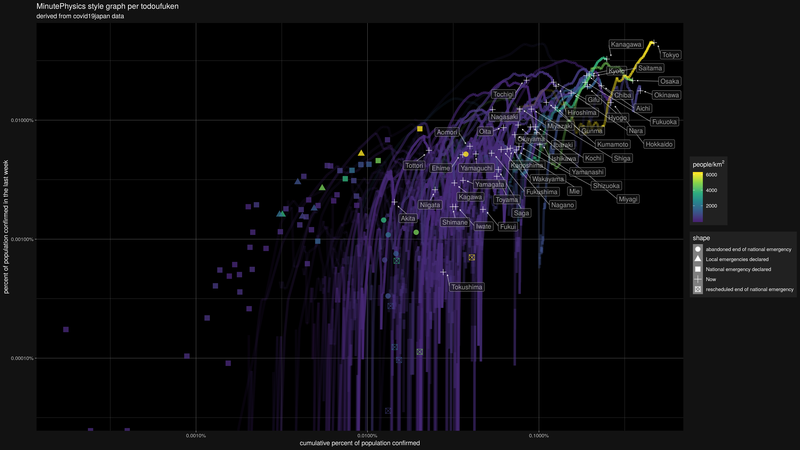 MinutePhysics style graph per todoufuken
derived from covid19japan data
percent of population confirmed in the last week
0.01000%
0.00100%
0.00010%
0.0010%
0.0100%
0.1000%
cumulative percent of population confirmed
Kanagawa
Tokyo
Kyoto
Saitama
Osaka
Tochigi
Chiba
Okinawa
Gifu
Aichi
Nagasaki
Hiroshima
Hyogo
Fukuoka
Aomori
Oita
Miyazaki
Gunma
Nara
Okayama
Hokkaido
Ibaraki
Kumamoto
Tottori
Ehime
Yamaguchi
Kagoshima
Ishikawa
Kochi
Shiga
Yamanashi
Yamagata
Wakayama
Shizuoka
Fukushima
Mie
Miyagi
Kagawa
Toyama
Nagano
Niigata
Saga
Akita
Shimane
Iwate
Fukui
Tokushima
people/km²
6000
4000
2000
shape
abandoned end of national emergency
Local emergencies declared
National emergency declared
Now
rescheduled end of national emergency